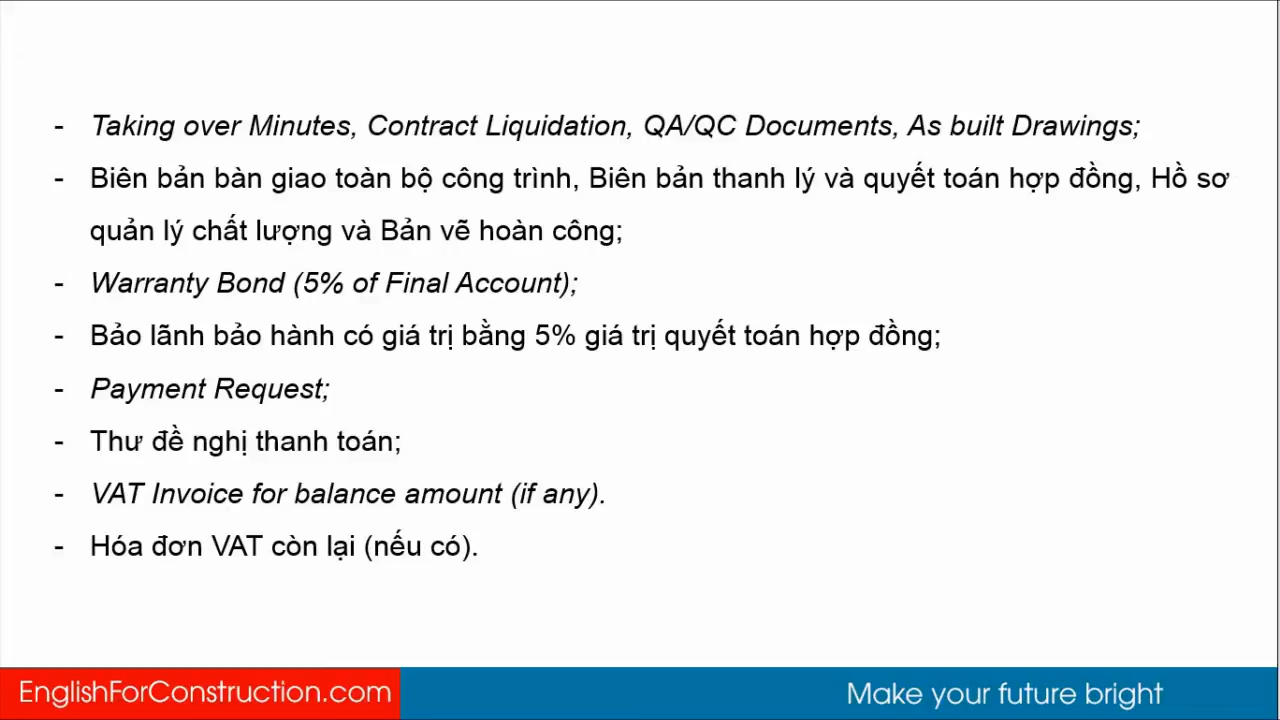 - Taking over Minutes, Contract Liquidation, QA/QC Documents, As built Drawings;
- Biên bản bàn giao toàn bộ công trình, Biên bản thanh lý và quyết toán hợp đồng, Hồ sơ
quản lý chất lượng và Bản vẽ hoàn công;
- Warranty Bond (5% of Final Account);
- Bảo lãnh bảo hành có giá trị bằng 5% giá trị quyết toán hợp đồng;
- Payment Request;
- Thư đề nghị thanh toán;
- VAT Invoice for balance amount (if any).
- Hóa đơn VAT còn lại (nếu có).
EnglishForConstruction.com
Make your future bright